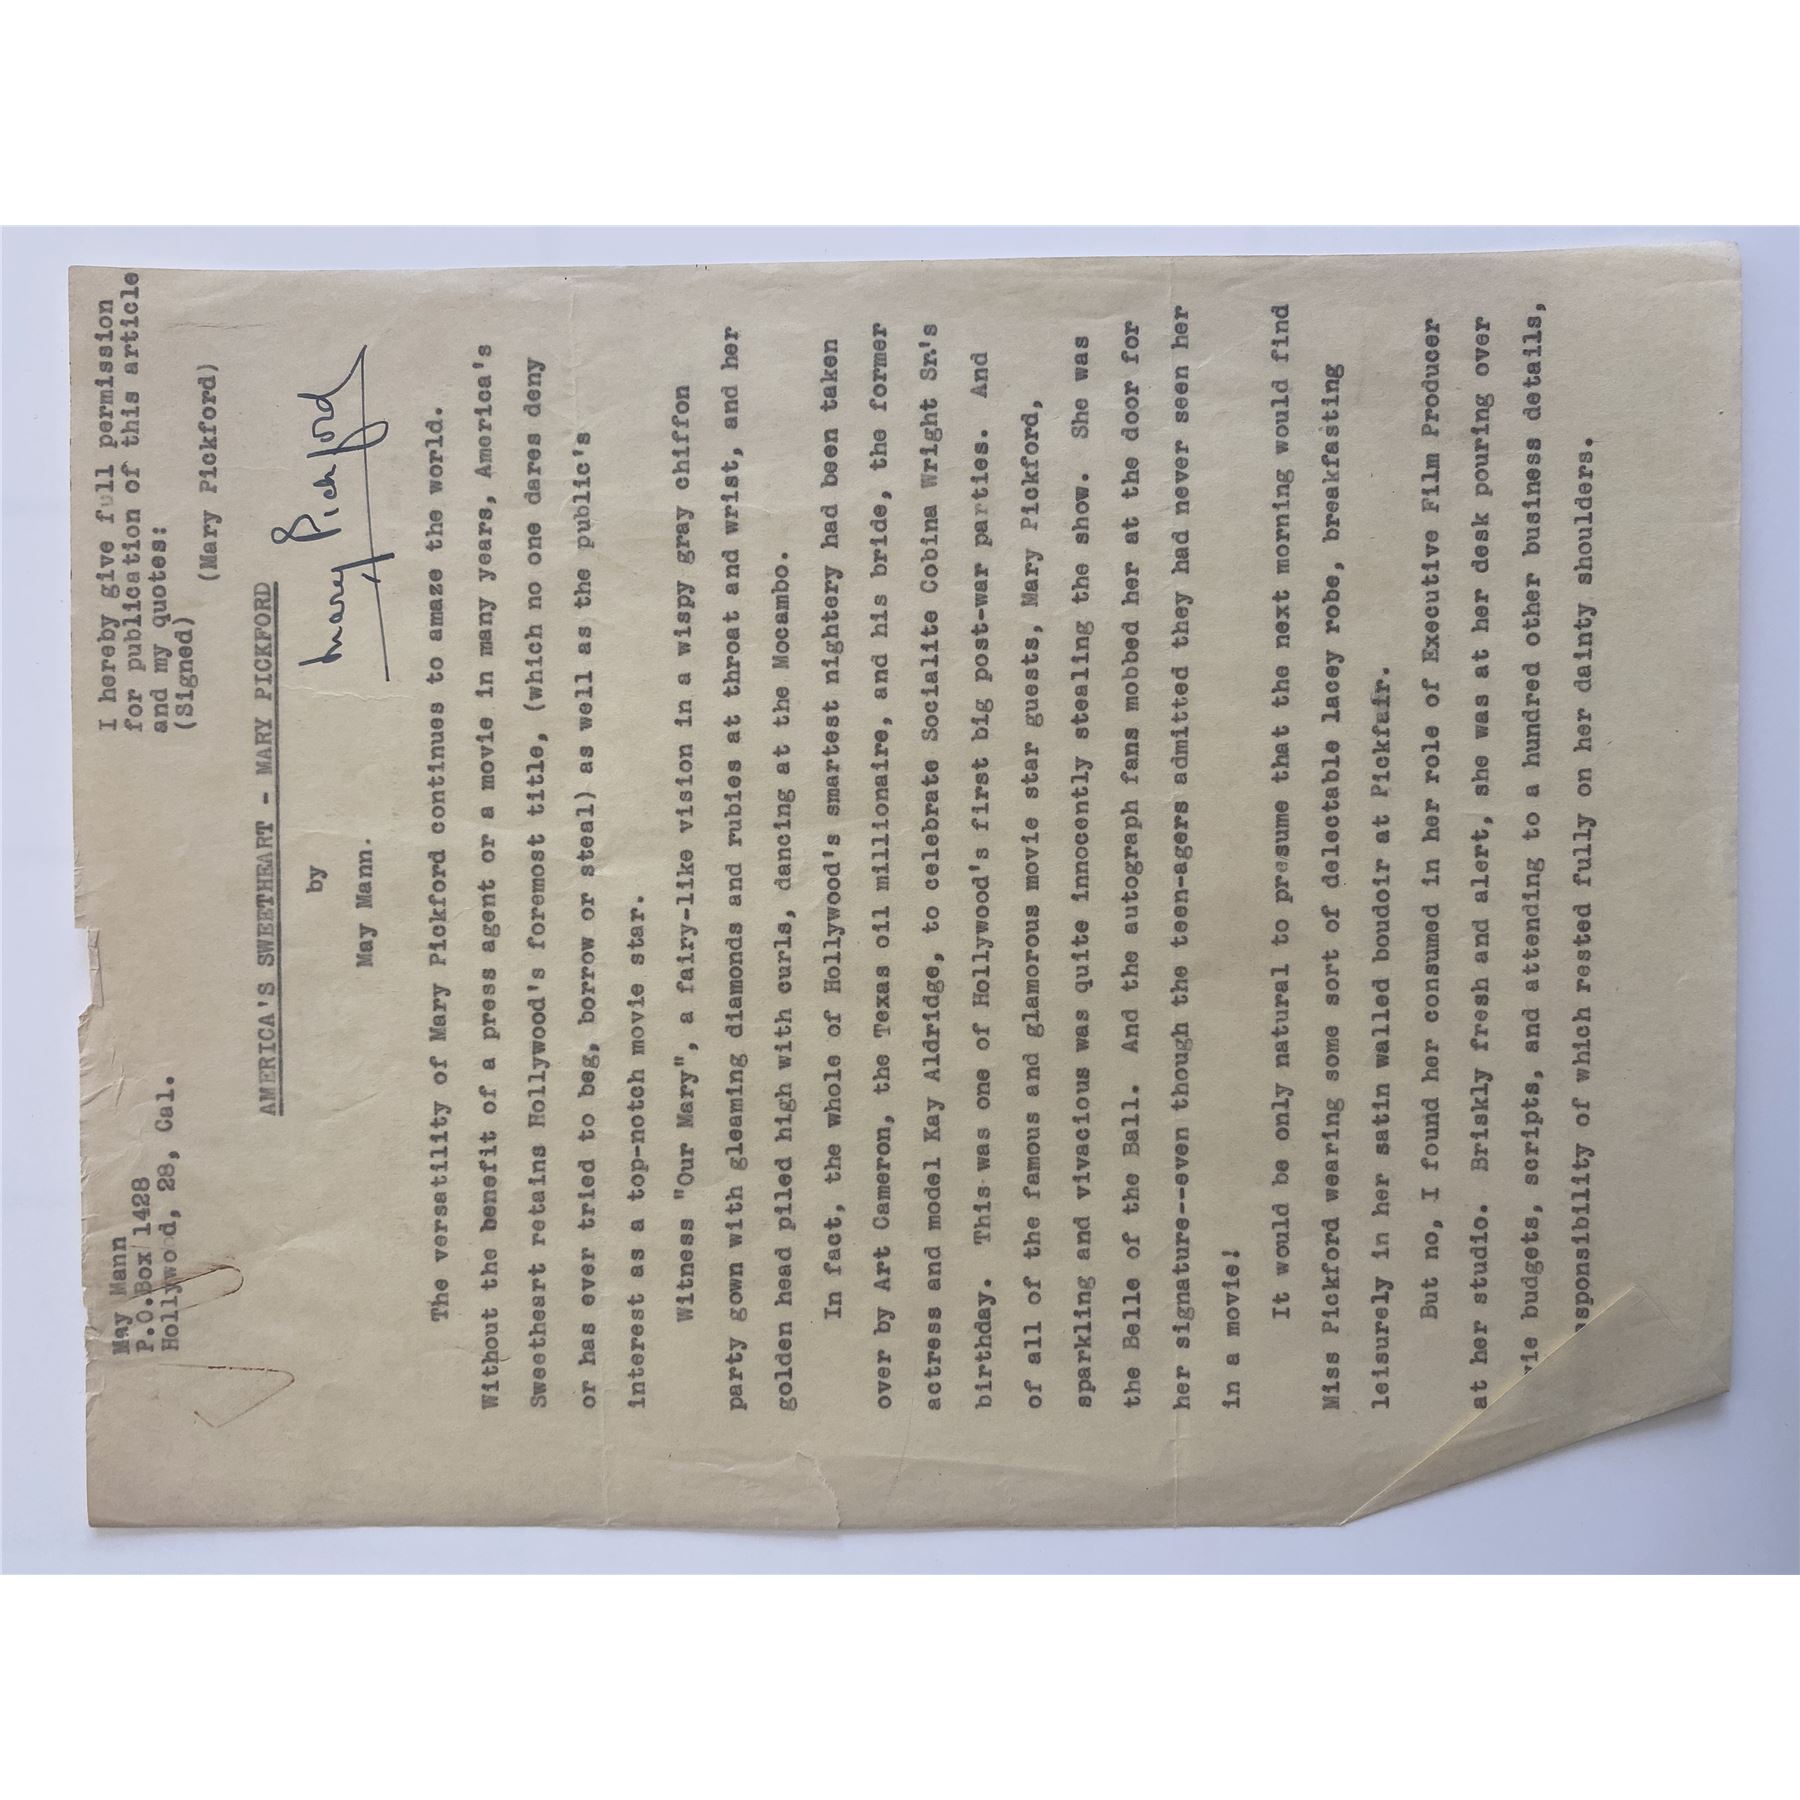 May Mann
P.O.Box 1428
Hollywood, 28, Cal.
I hereby give full permission
for publication of this article
and my quotes:
(Signed)
(Mary Pickford)
AMERICA'S SWEETHEART - MARY PICKFORD
Mary Pickford
by
May Mann.
The versatility of Mary Pickford continues to amaze the world.
Without the benefit of a press agent or a movie in many years, America's
Sweetheart retains Hollywood's foremost title, (which no one dares deny
or has ever tried to beg, borrow or steal) as well as the public's
interest as a top-notch movie star.
Witness "Our Mary", a fairy-like vision in a wispy gray chiffon
party gown with gleaming diamonds and rubies at throat and wrist, and her
golden head piled high with curls, dancing at the Mocambo.
In fact, the whole of Hollywood's smartest nightery had been taken
over by Art Cameron, the Texas oil millionaire, and his bride, the former
actress and model Kay Aldridge, to celebrate Socialite Cobina Wright Sr.'s
birthday. This was one of Hollywood's first big post-war parties. And
of all of the famous and glamorous movie star guests, Mary Pickford,
sparkling and vivacious was quite innocently stealing the show. She was
the Belle of the Ball. And the autograph fans mobbed her at the door for
her signature--even though the teen-agers admitted they had never seen her
in a movie!
It would be only natural to presume that the next morning would find
Miss Pickford wearing some sort of delectable lacey robe, breakfasting
leisurely in her satin walled boudoir at Pickfair.
But no, I found her consumed in her role of Executive Film Producer
at her studio. Briskly fresh and alert, she was at her desk pouring over
vie budgets, scripts, and attending to a hundred other business details,
sponsibility of which rested fully on her dainty shoulders.